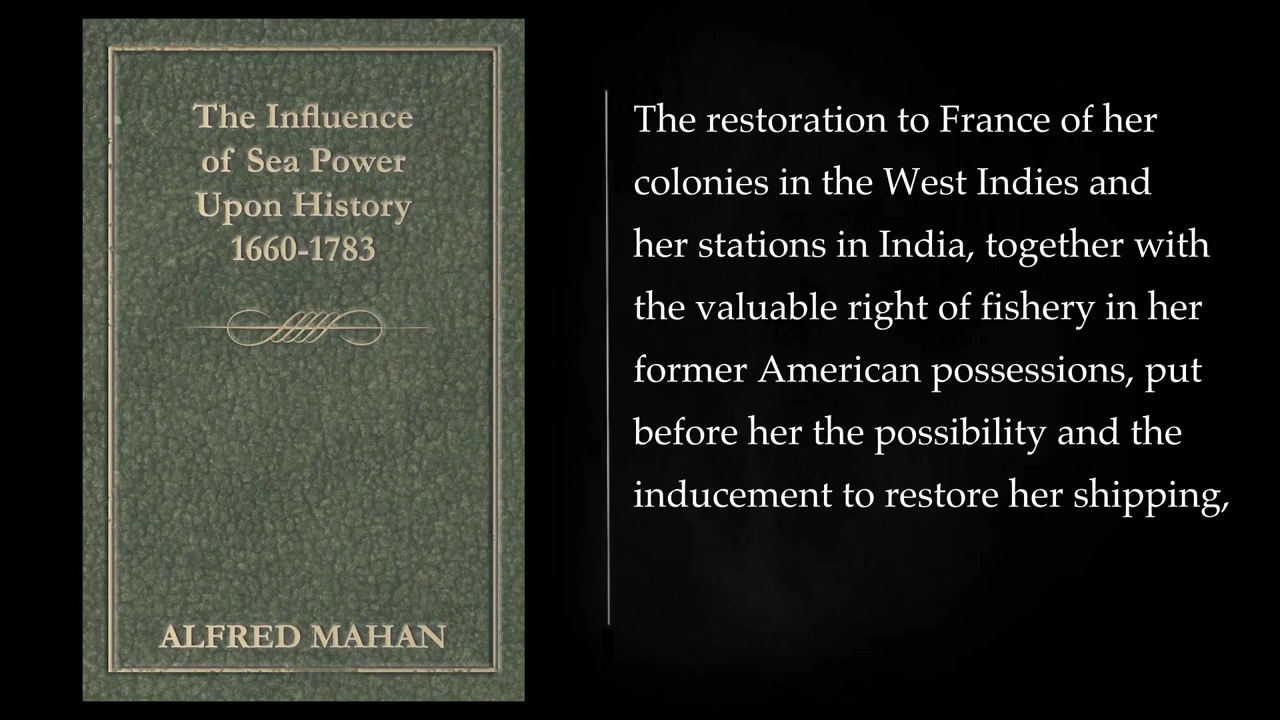 The Influence
of Sea Power
Upon History
1660-1783
ALFRED MAHAN
The restoration to France of her
colonies in the West Indies and
her stations in India, together with
the valuable right of fishery in her
former American possessions, put
before her the possibility and the
inducement to restore her shipping,